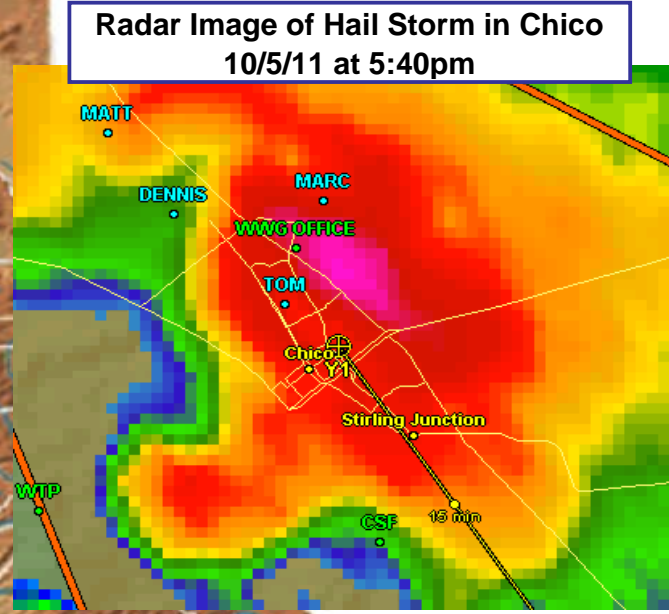 Radar Image of Hail Storm in Chico
10/5/11 at 5:40pm
MATT
DENNIS
MARC
WWG OFFICE
TOM
Chico
Y1
Stirling Junction
15 min
WTP
CSF